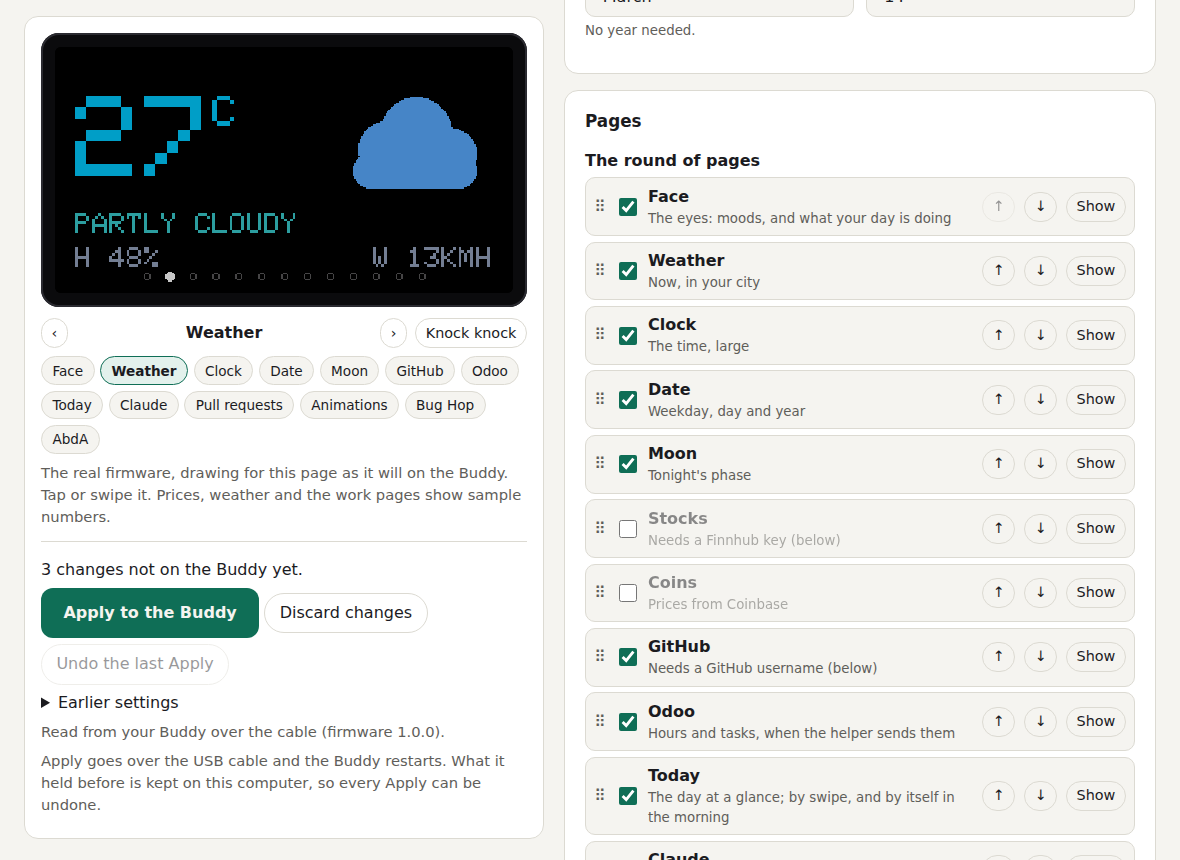 27C
PARTLY CLOUDY
H 48% W 13KMH
‹ Weather › Knock knock
Face Weather Clock Date Moon GitHub Odoo
Today Claude Pull requests Animations Bug Hop
AbdA
The real firmware, drawing for this page as it will on the Buddy.
Tap or swipe it. Prices, weather and the work pages show sample
numbers.
3 changes not on the Buddy yet.
Apply to the Buddy Discard changes
Undo the last Apply
Earlier settings
Read from your Buddy over the cable (firmware 1.0.0).
Apply goes over the USB cable and the Buddy restarts. What it
held before is kept on this computer, so every Apply can be
undone.
No year needed.
Pages
The round of pages
Face
The eyes: moods, and what your day is doing
↑ ↓ Show
Weather
Now, in your city
↑ ↓ Show
Clock
The time, large
↑ ↓ Show
Date
Weekday, day and year
↑ ↓ Show
Moon
Tonight's phase
↑ ↓ Show
Stocks
Needs a Finnhub key (below)
↑ ↓ Show
Coins
Prices from Coinbase
↑ ↓ Show
GitHub
Needs a GitHub username (below)
↑ ↓ Show
Odoo
Hours and tasks, when the helper sends them
↑ ↓ Show
Today
The day at a glance; by swipe, and by itself in
the morning
↑ ↓ Show
Claude